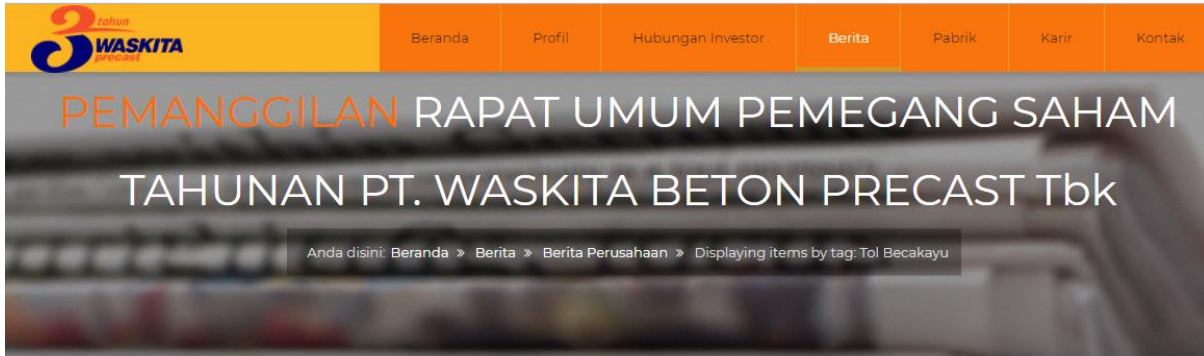 3 tahun
WASKITA
precast
Beranda Profil Hubungan Investor Berita Pabrik Karir Kontak
PEMANGGILAN RAPAT UMUM PEMEGANG SAHAM
TAHUNAN PT. WASKITA BETON PRECAST Tbk
Anda disini: Beranda » Berita » Berita Perusahaan » Displaying items by tag: Tol Becakayu